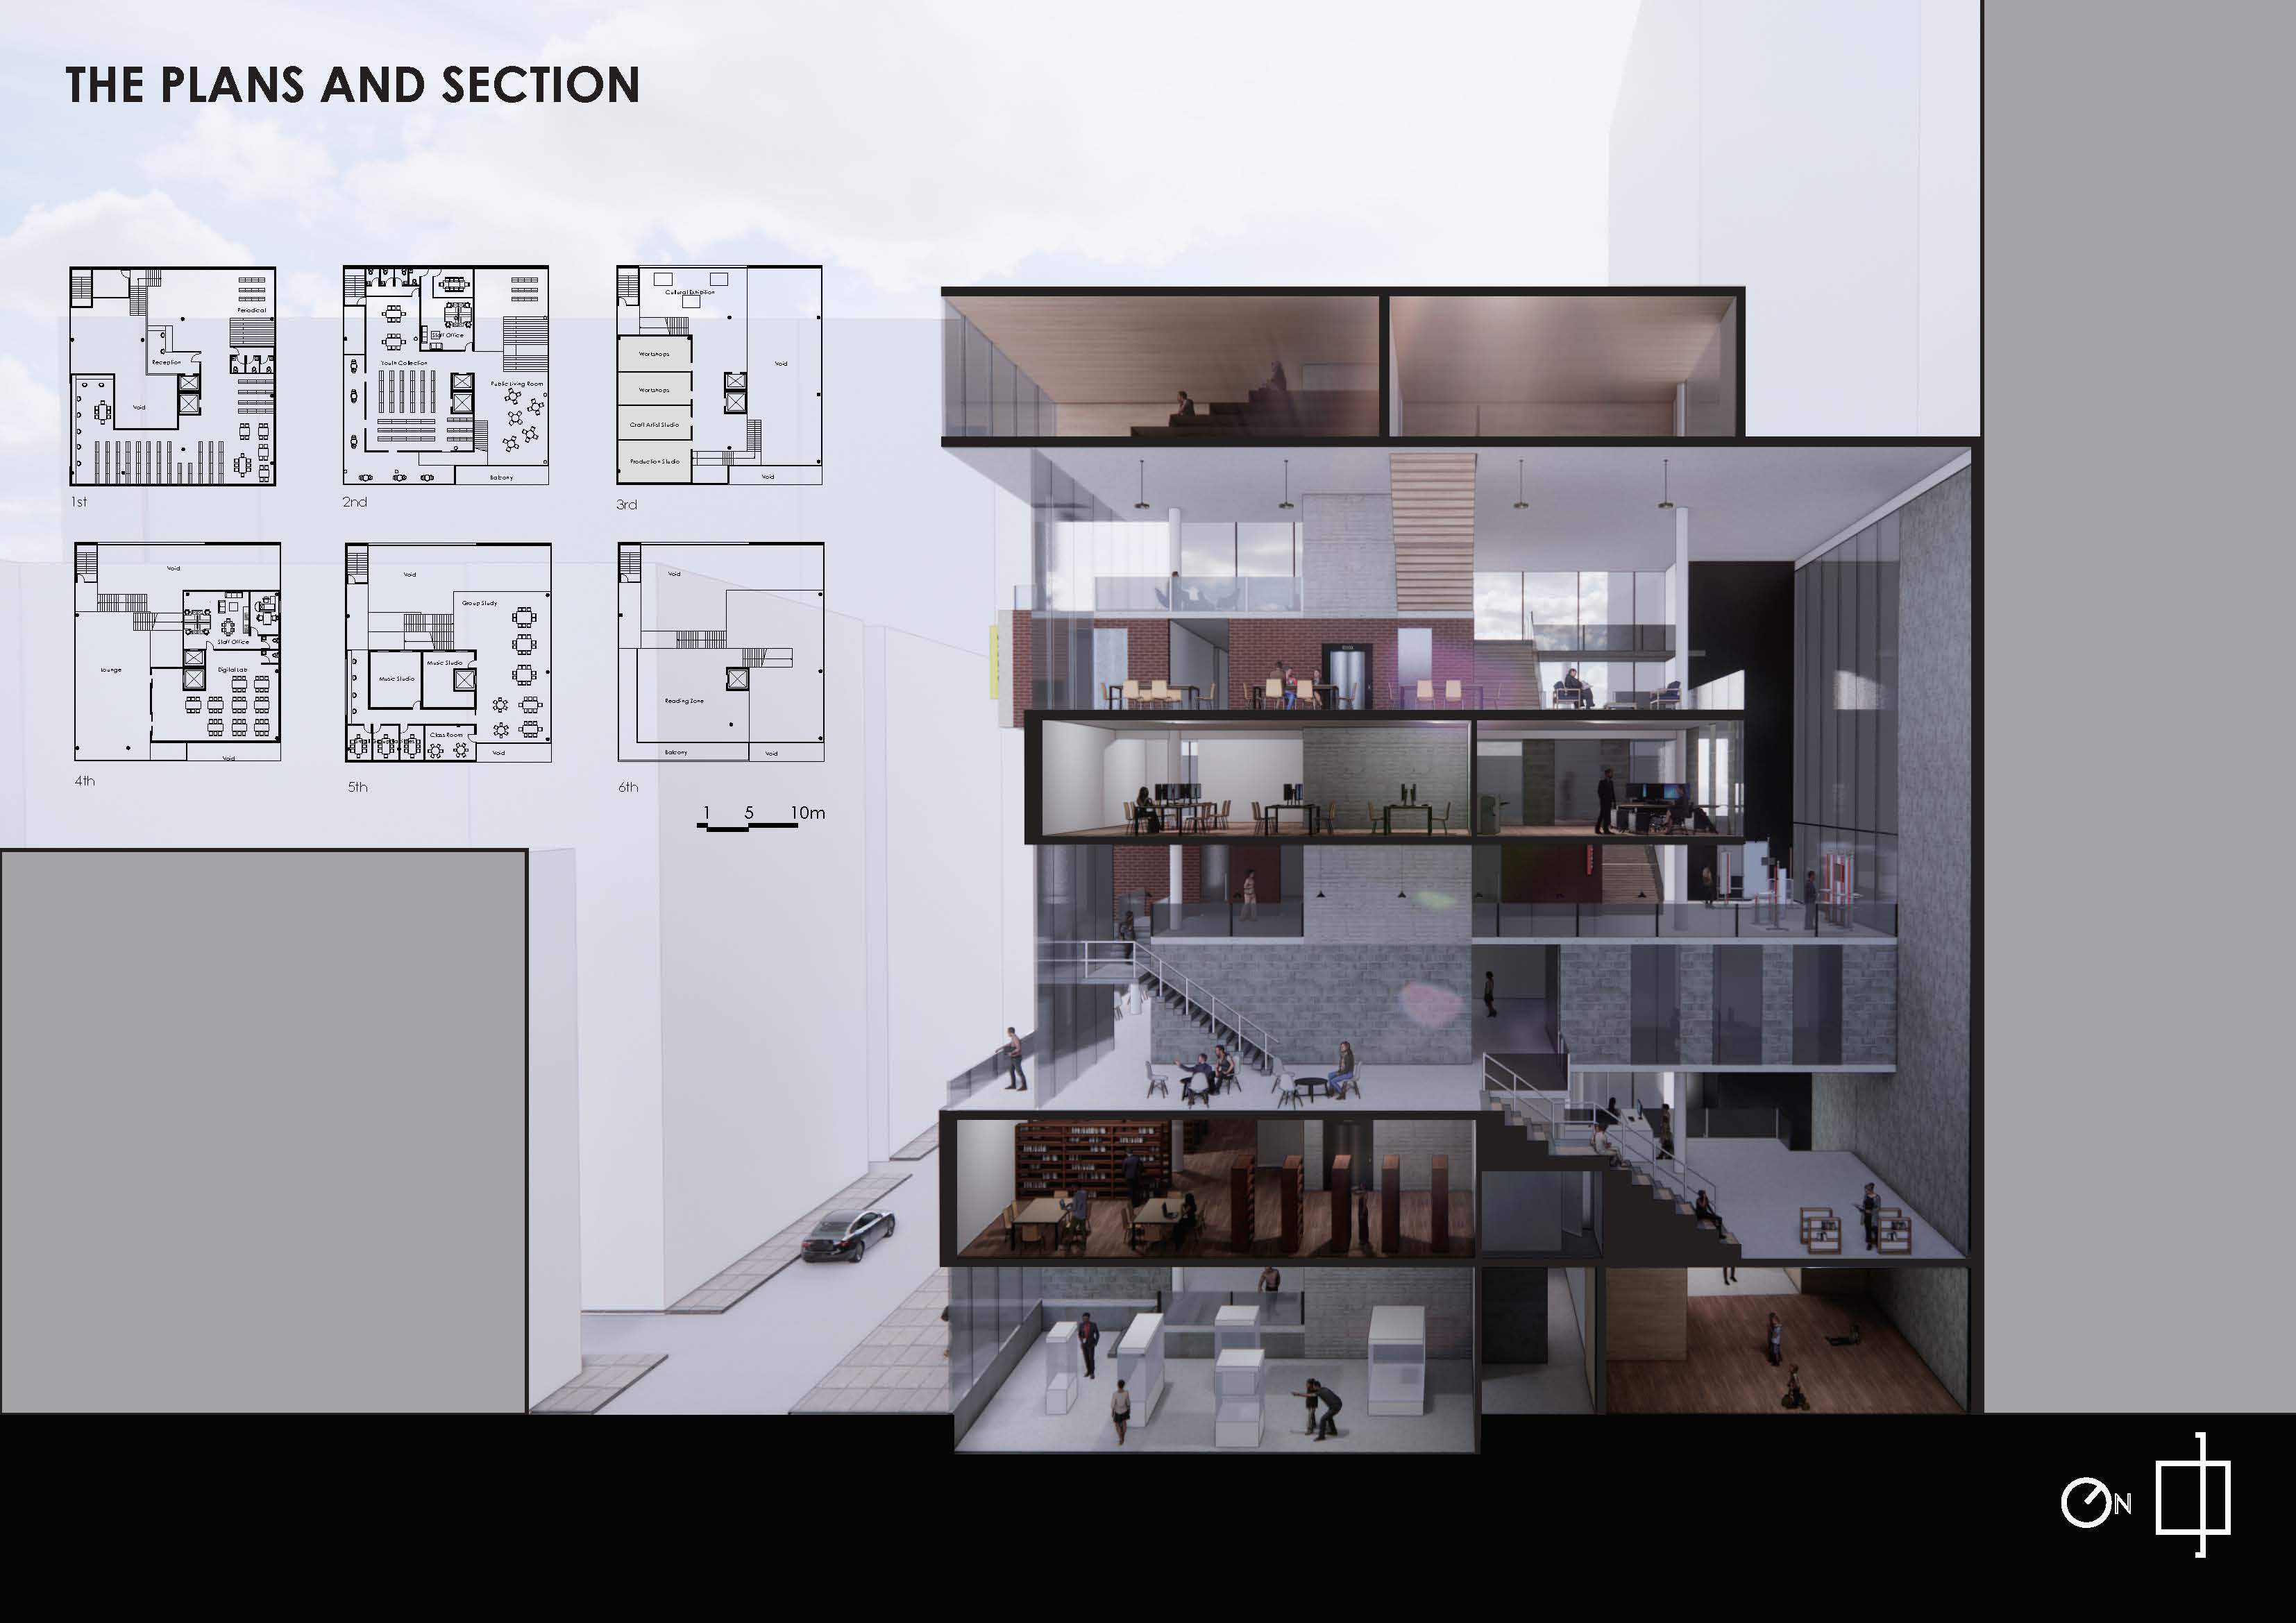 THE PLANS AND SECTION
Periodical
Reception
Void
1st
Staff Office
Youth Collection
Public Living Room
Balcony
2nd
Cultural Exhibition
Workshops
Void
Workshops
Craft Artist Studio
Production Studio
Void
3rd
Void
Staff Office
Lounge
Digital Lab
Void
4th
Void
Group Study
Music Studio
Music Studio
Class Room
Void
5th
Void
Reading Zone
Balcony
Void
6th
1 5 10m
N